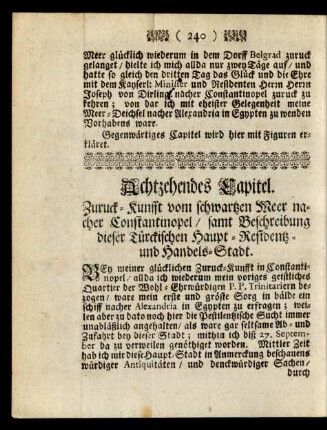 ( 240 )
Meer glücklich wiederum in dem Dorff Belgrad zuruck
gelanget / hielte ich mich allda nur zwey Täge auf / und
hatte so gleich den dritten Tag das Glück und die Ehre
mit dem Kayserl: Minister und Residenten Herrn Herrn
Joseph von Dirling nacher Constantinopel zuruck zu
kehren; von dar ich mit ehister Gelegenheit meine
Meer-Deichsel nacher Alexandria in Egypten zu wenden
Vorhabens ware.
Gegenwärtiges Capitel wird hier mit Figuren er-
kläret.
Achtzehendes Capitel.
Zuruck-Kunfft vom schwartzen Meer na-
cher Constantinopel / samt Beschreibung
dieser Türckischen Haupt-Residentz-
und Handels-Stadt.
BEy meiner glücklichen Zuruck-Kunfft in Constanti-
nopel / allda ich wiederum mein voriges geistliches
Quartier der Wohl-Ehrwürdigen P. P. Trinitariern be-
zogen / ware mein erste und gröste Sorg in bälde ein
schiff nacher Alexandria in Egypten zu erfragen; wei-
len aber zu dato noch hier die Pestilentzische Sucht immer
unabläßlich angehalten / als ware gar seltsame Ab- und
Zufahrt bey dieser Stadt; mithin ich biß 27. Septem-
ber da zu verweilen genöthiget worden. Mittler Zeit
hab ich wir diese Haupt-Stadt in Anmerckung beschauens
würdiger Antiquitäten / und denckwürdiger Sachen /
durch